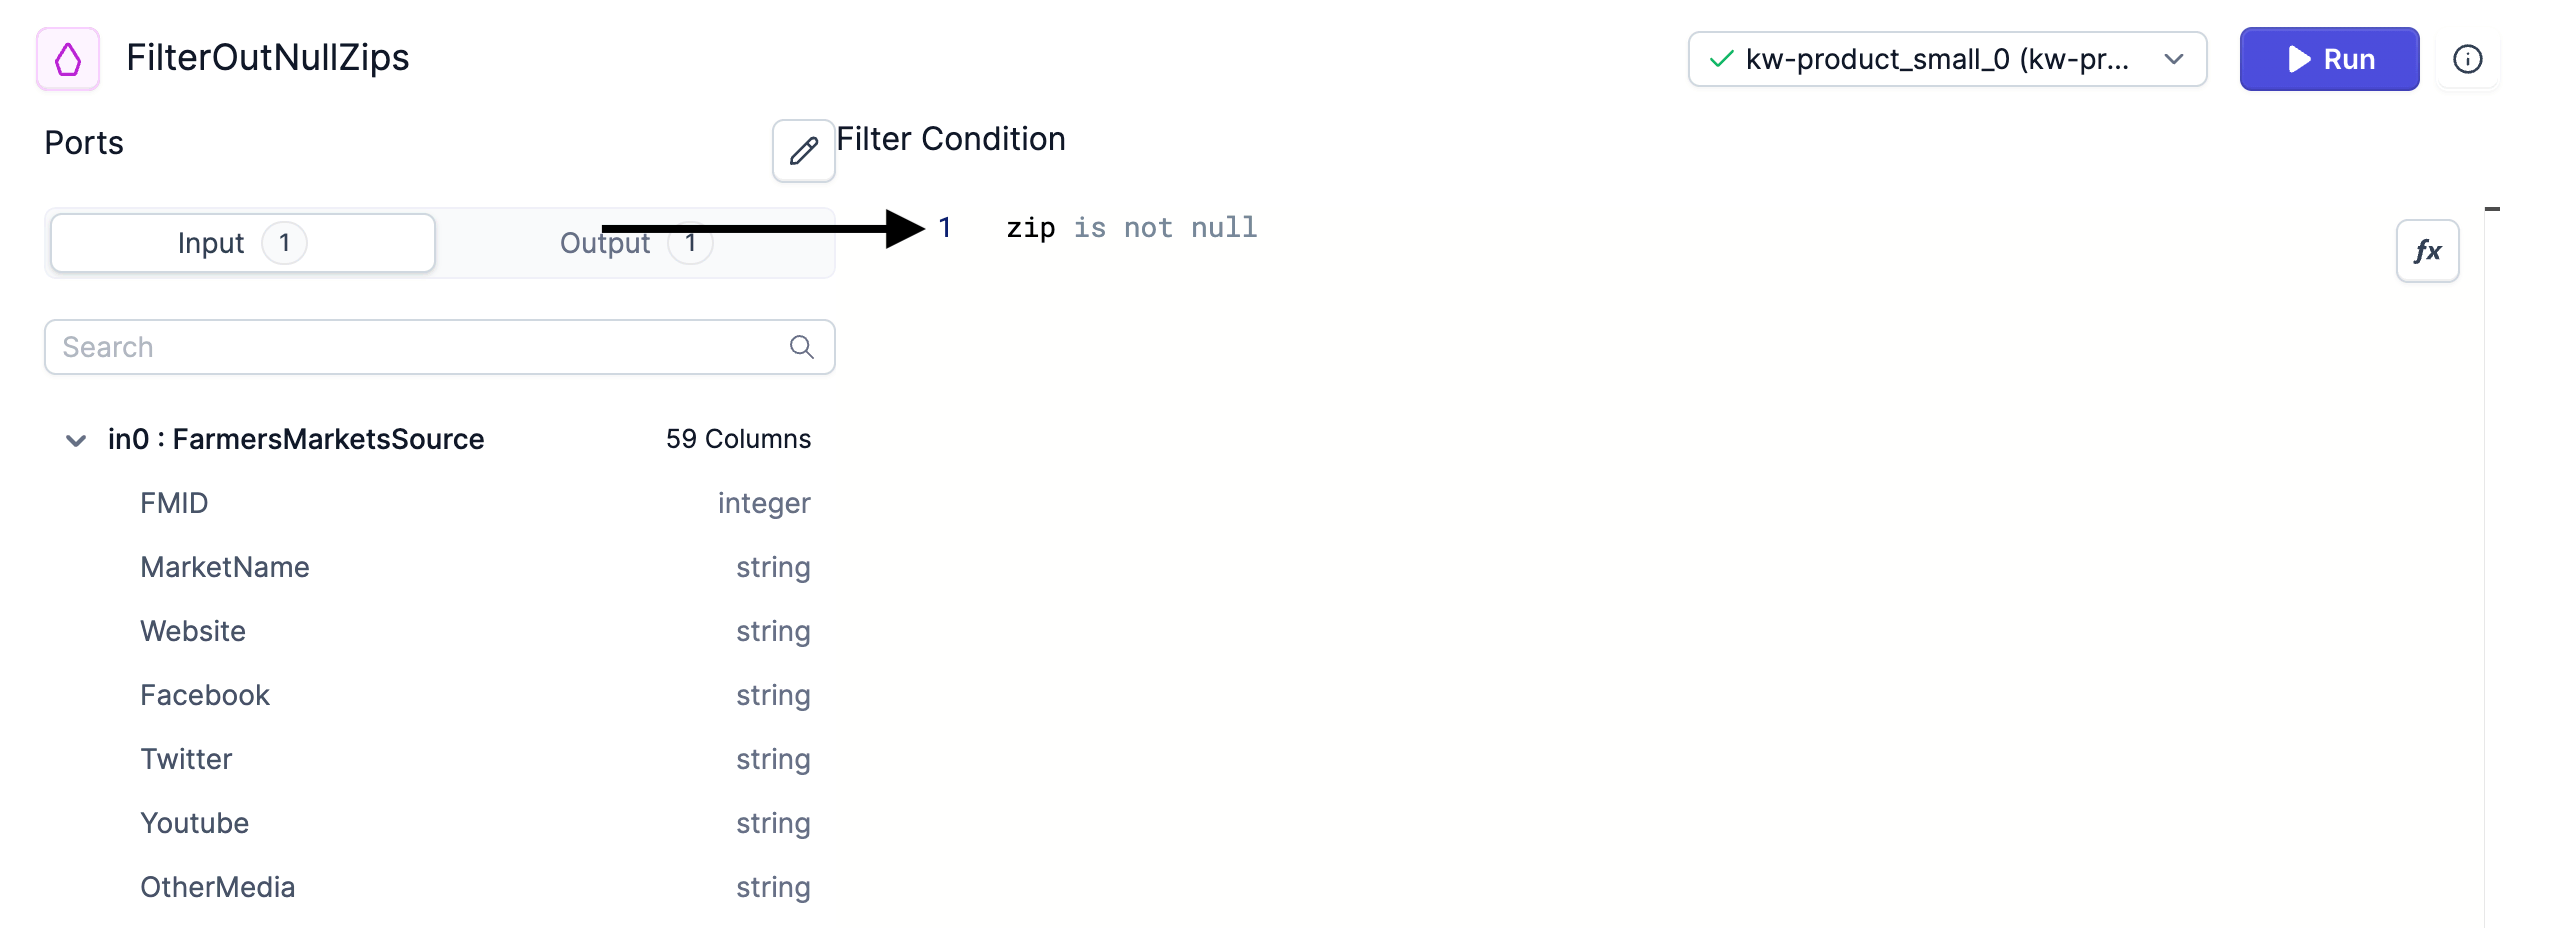 FilterOutNullZips
kw-product_small_0 (kw-pr...
Run
Ports
Filter Condition
Input 1
Output 1
1 zip is not null
fx
Search
in0 : FarmersMarketsSource 59 Columns
FMID integer
MarketName string
Website string
Facebook string
Twitter string
Youtube string
OtherMedia string